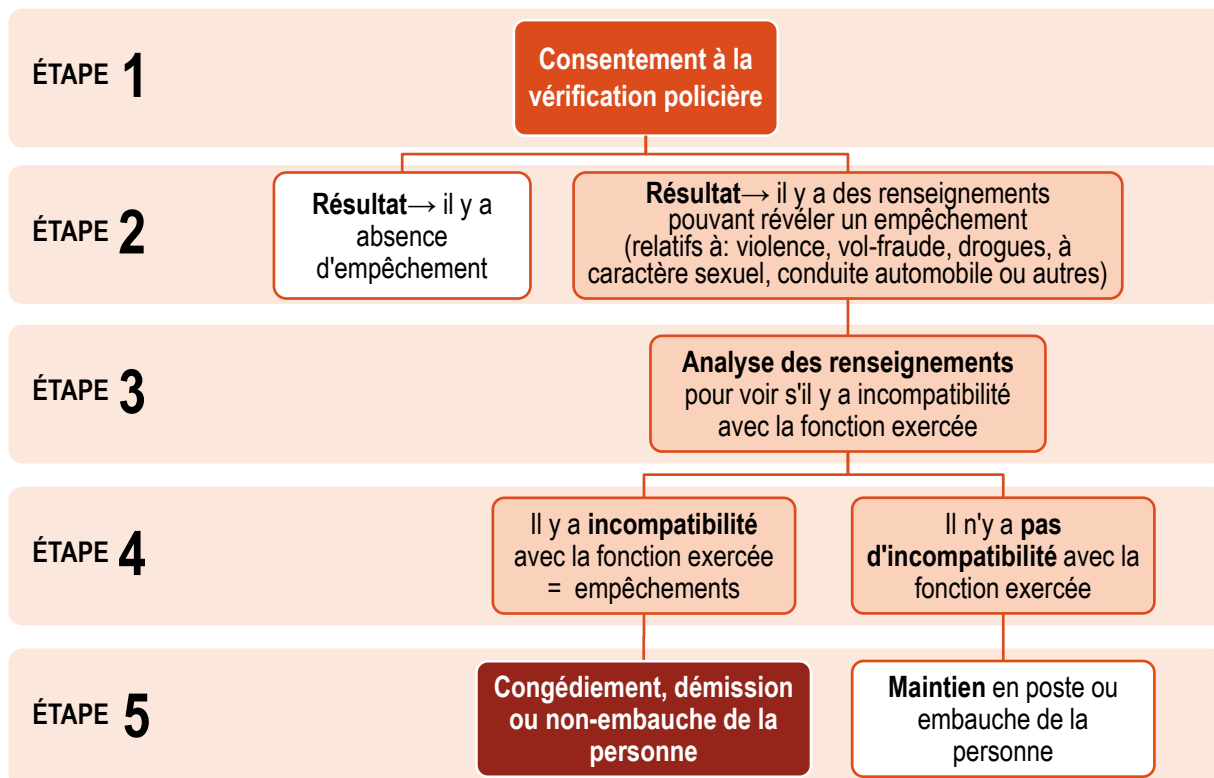 ÉTAPE 1
Consentement à la
vérification policière
ÉTAPE 2
Résultat→ il y a
absence
d'empêchement
Résultat→ il y a des renseignements
pouvant révéler un empêchement
(relatifs à: violence, vol-fraude, drogues, à
caractère sexuel, conduite automobile ou autres)
ÉTAPE 3
Analyse des renseignements
pour voir s'il y a incompatibilité
avec la fonction exercée
ÉTAPE 4
Il y a incompatibilité
avec la fonction exercée
= empêchements
Il n'y a pas
d'incompatibilité avec la
fonction exercée
ÉTAPE 5
Congédiement, démission
ou non-embauche de la
personne
Maintien en poste ou
embauche de la
personne